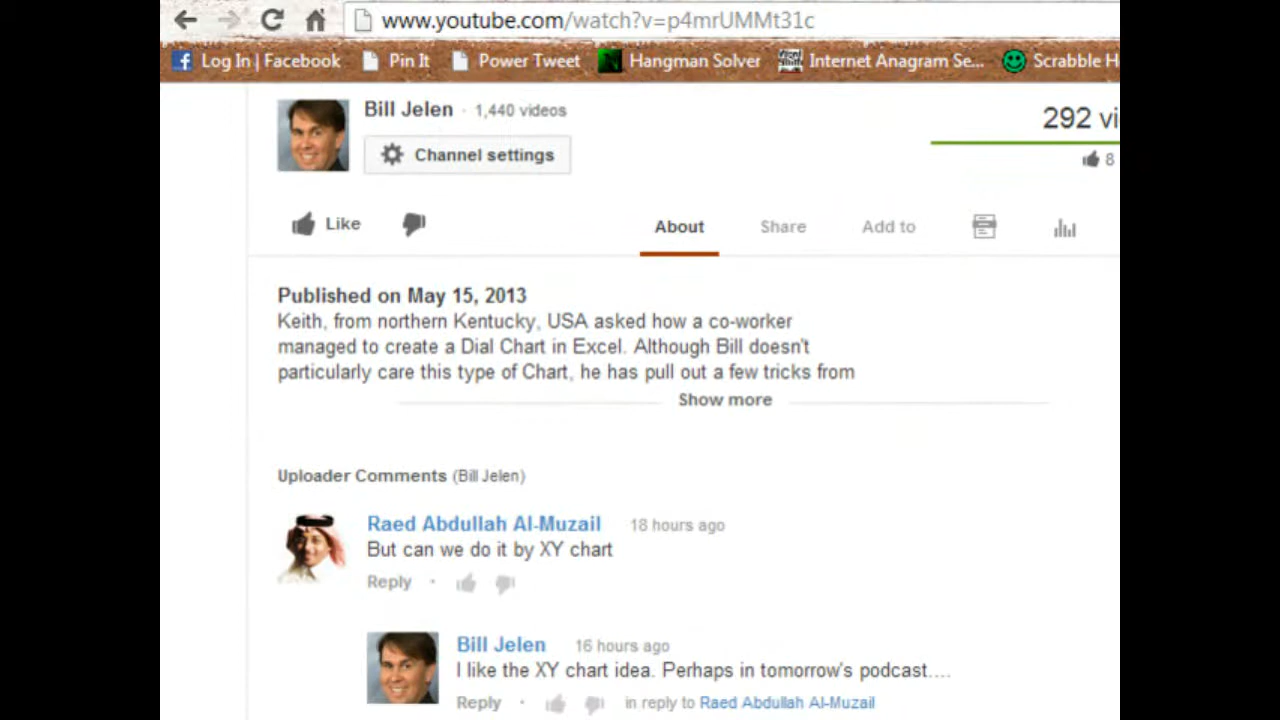 www.youtube.com/watch?v=p4mrUMMt31c
Log In | Facebook Pin It Power Tweet Hangman Solver Internet Anagram Se... Scrabble H
Bill Jelen · 1,440 videos
292 vi
Channel settings
8
Like About Share Add to
Published on May 15, 2013
Keith, from northern Kentucky, USA asked how a co-worker
managed to create a Dial Chart in Excel. Although Bill doesn't
particularly care this type of Chart, he has pull out a few tricks from
Show more
Uploader Comments (Bill Jelen)
Raed Abdullah Al-Muzail 18 hours ago
But can we do it by XY chart
Reply ·
Bill Jelen 16 hours ago
I like the XY chart idea. Perhaps in tomorrow's podcast....
Reply · in reply to Raed Abdullah Al-Muzail